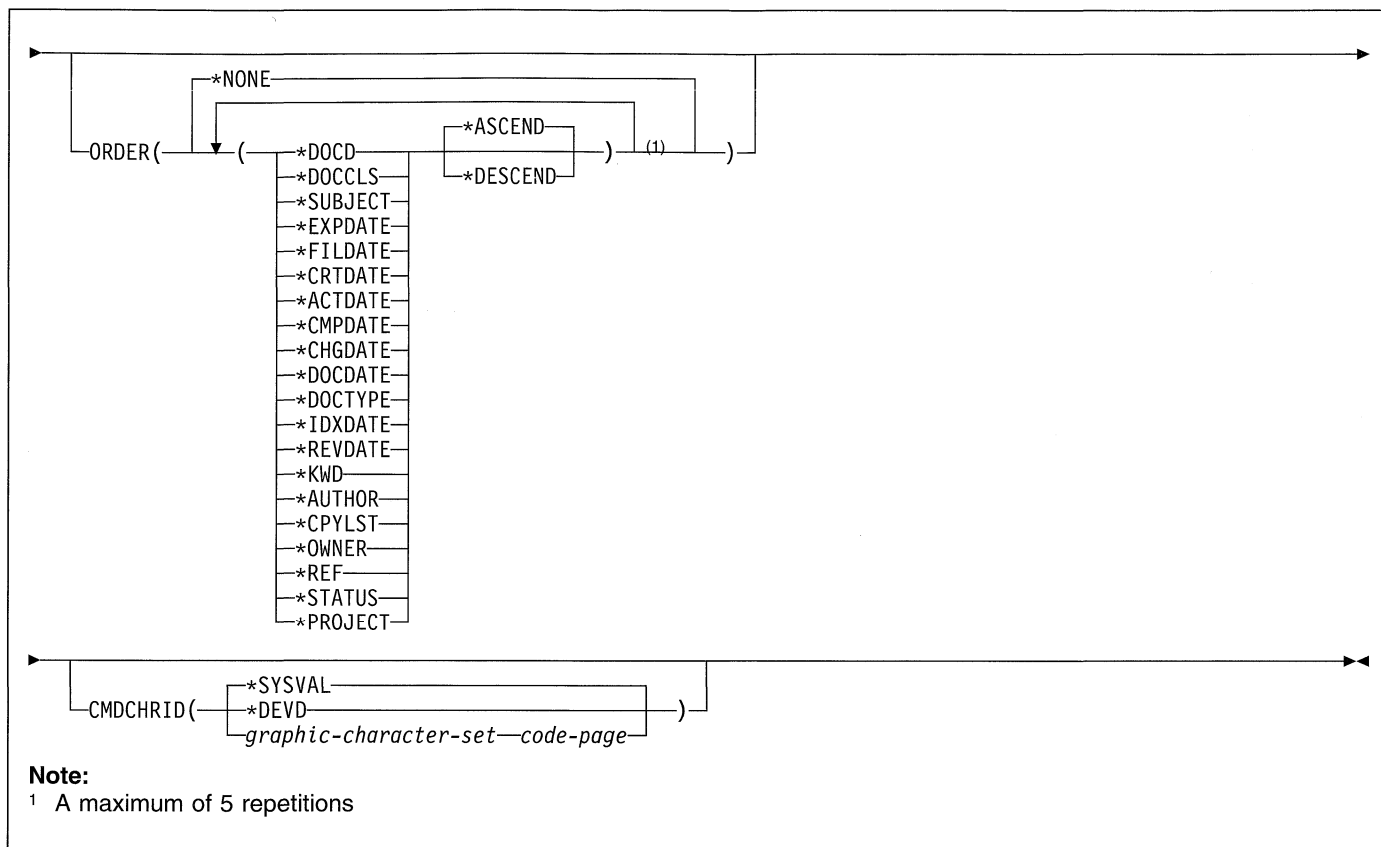 *NONE
*ASCEND
ORDER( ( *DOCD ) (1) )
*DOCCLS *DESCEND
*SUBJECT
*EXPDATE
*FILDATE
*CRTDATE
*ACTDATE
*CMPDATE
*CHGDATE
*DOCDATE
*DOCTYPE
*IDXDATE
*REVDATE
*KWD
*AUTHOR
*CPYLST
*OWNER
*REF
*STATUS
*PROJECT
*SYSVAL
CMDCHRID( *DEVD )
graphic-character-set code-page
Note:
1 A maximum of 5 repetitions